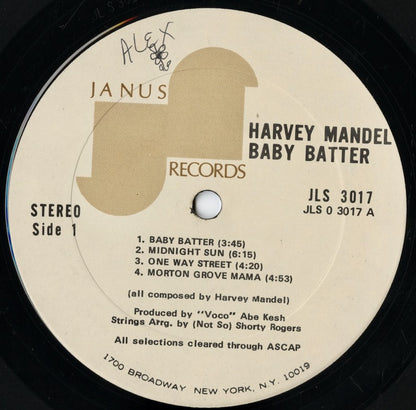 ALEX
JANUS
RECORDS
HARVEY MANDEL
BABY BATTER
JLS 3017
JLS 0 3017 A
STEREO
Side 1
1. BABY BATTER (3:45)
2. MIDNIGHT SUN (6:15)
3. ONE WAY STREET (4:20)
4. MORTON GROVE MAMA (4:53)
(all composed by Harvey Mandel)
Produced by "Voco" Abe Kesh
Strings Arrg. by (Not So) Shorty Rogers
All selections cleared through ASCAP
1700 BROADWAY NEW YORK, N.Y. 10019